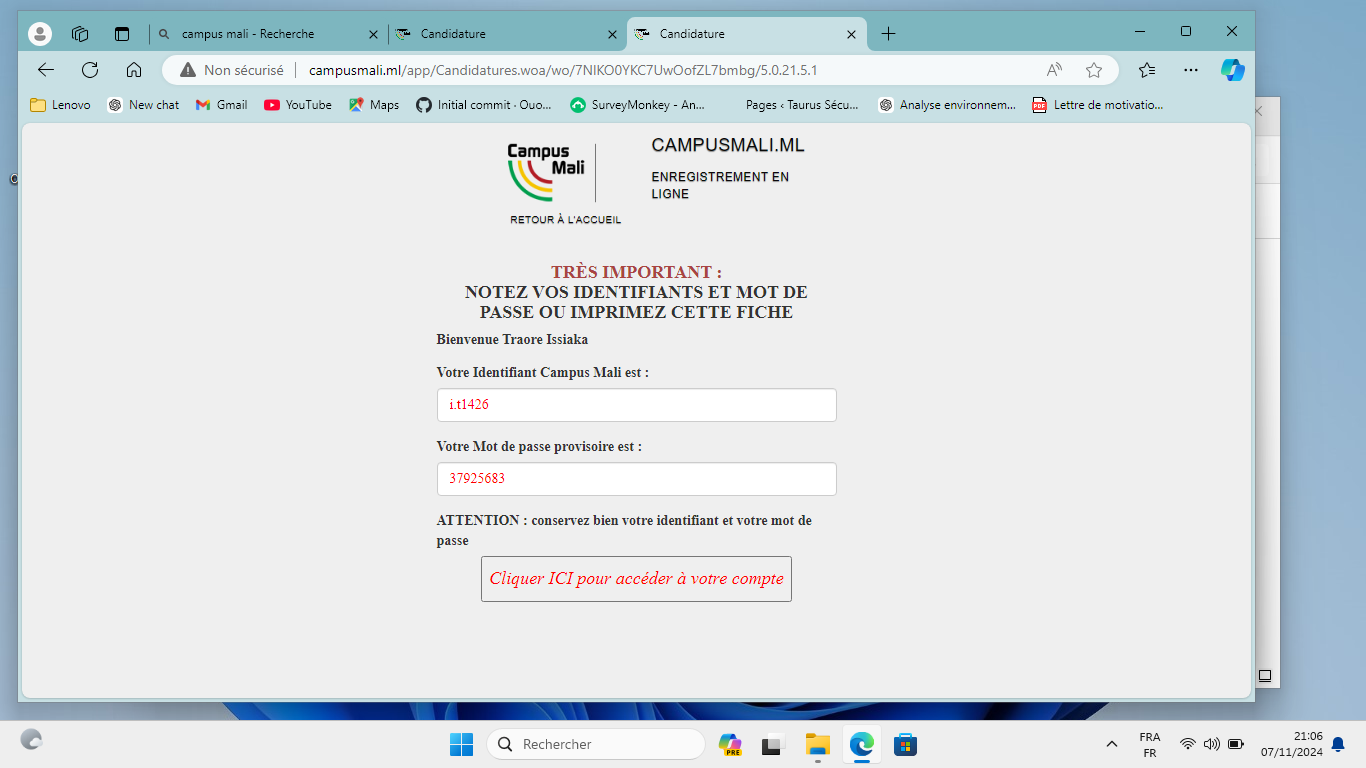 campus mali - Recherche
Candidature
Candidature
Non sécurisé
campusmali.ml/app/Candidatures.woa/wo/7NIKO0YKC7UwOofZL7bmbg/5.0.21.5.1
Lenovo
New chat
Gmail
YouTube
Maps
Initial commit · Ouo...
SurveyMonkey - An...
Pages ‹ Taurus Sécu...
Analyse environnem...
PDF
Lettre de motivatio...
Campus
Mali
CAMPUSMALI.ML
ENREGISTREMENT EN
LIGNE
RETOUR À L'ACCUEIL
TRÈS IMPORTANT :
NOTEZ VOS IDENTIFIANTS ET MOT DE
PASSE OU IMPRIMEZ CETTE FICHE
Bienvenue Traore Issiaka
Votre Identifiant Campus Mali est :
i.t1426
Votre Mot de passe provisoire est :
37925683
ATTENTION : conservez bien votre identifiant et votre mot de
passe
Cliquer ICI pour accéder à votre compte
Rechercher
PRE
FRA
FR
21:06
07/11/2024